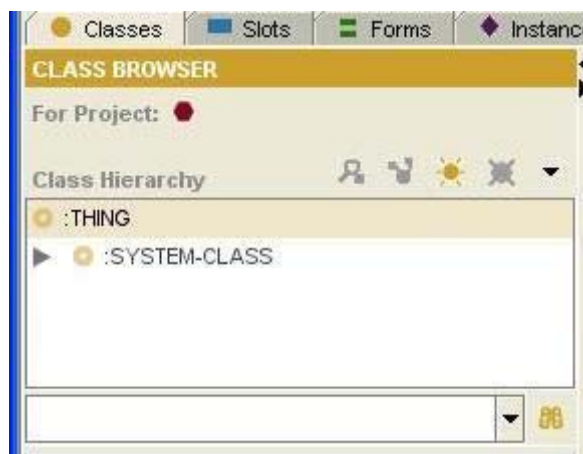 Classes Slots Forms Instanc
CLASS BROWSER
For Project:
Class Hierarchy
:THING
:SYSTEM-CLASS